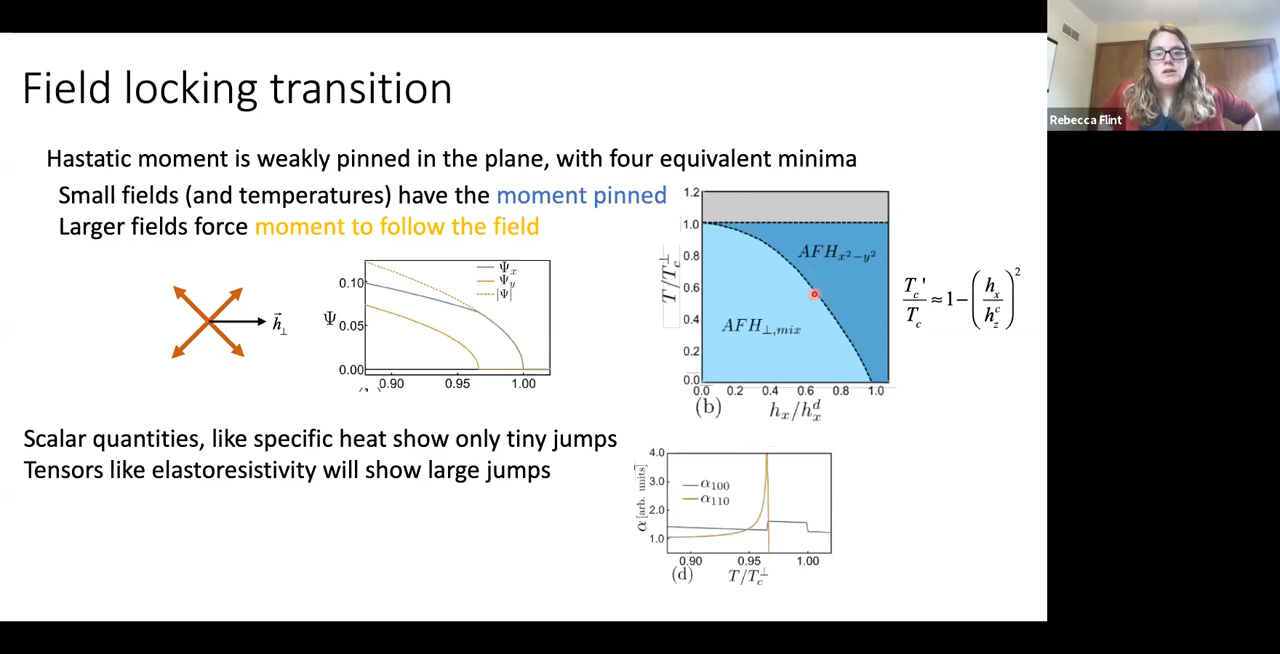 Field locking transition
Rebecca Flint
Hastatic moment is weakly pinned in the plane, with four equivalent minima
Small fields (and temperatures) have the moment pinned
Larger fields force moment to follow the field
h⃗⊥
Ψ
0.10
0.05
0.00
0.90 0.95 1.00
Ψx
Ψy
|Ψ|
T/Tc⊥
1.2
1.0
0.8
0.6
0.4
0.2
0.0
0.0 0.2 0.4 0.6 0.8 1.0
AFHx²−y²
AFH⊥,mix
(b) hx/hxd
Tc'/Tc ≈ 1−(hx/hzc)²
Scalar quantities, like specific heat show only tiny jumps
Tensors like elastoresistivity will show large jumps
α [arb. units]
4.0
3.0
2.0
1.0
α100
α110
0.90 0.95 1.00
(d) T/Tc⊥